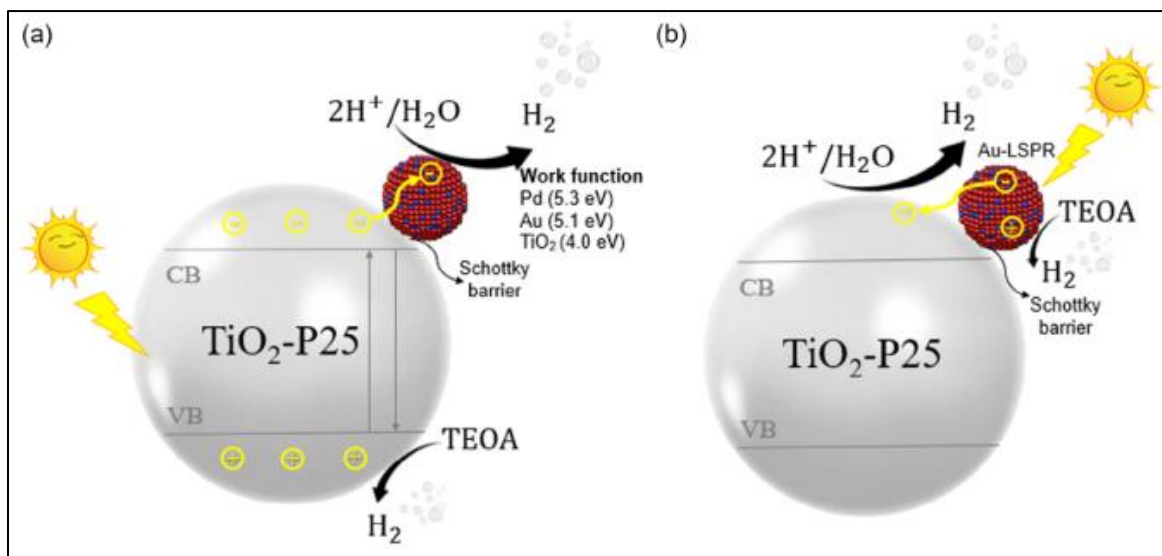 (a)
2H⁺/H₂O
H₂
Work function
Pd (5.3 eV)
Au (5.1 eV)
TiO₂ (4.0 eV)
Schottky
barrier
CB
TiO₂-P25
VB
TEOA
H₂
(b)
H₂
2H⁺/H₂O
Au-LSPR
TEOA
H₂
Schottky
barrier
CB
TiO₂-P25
VB